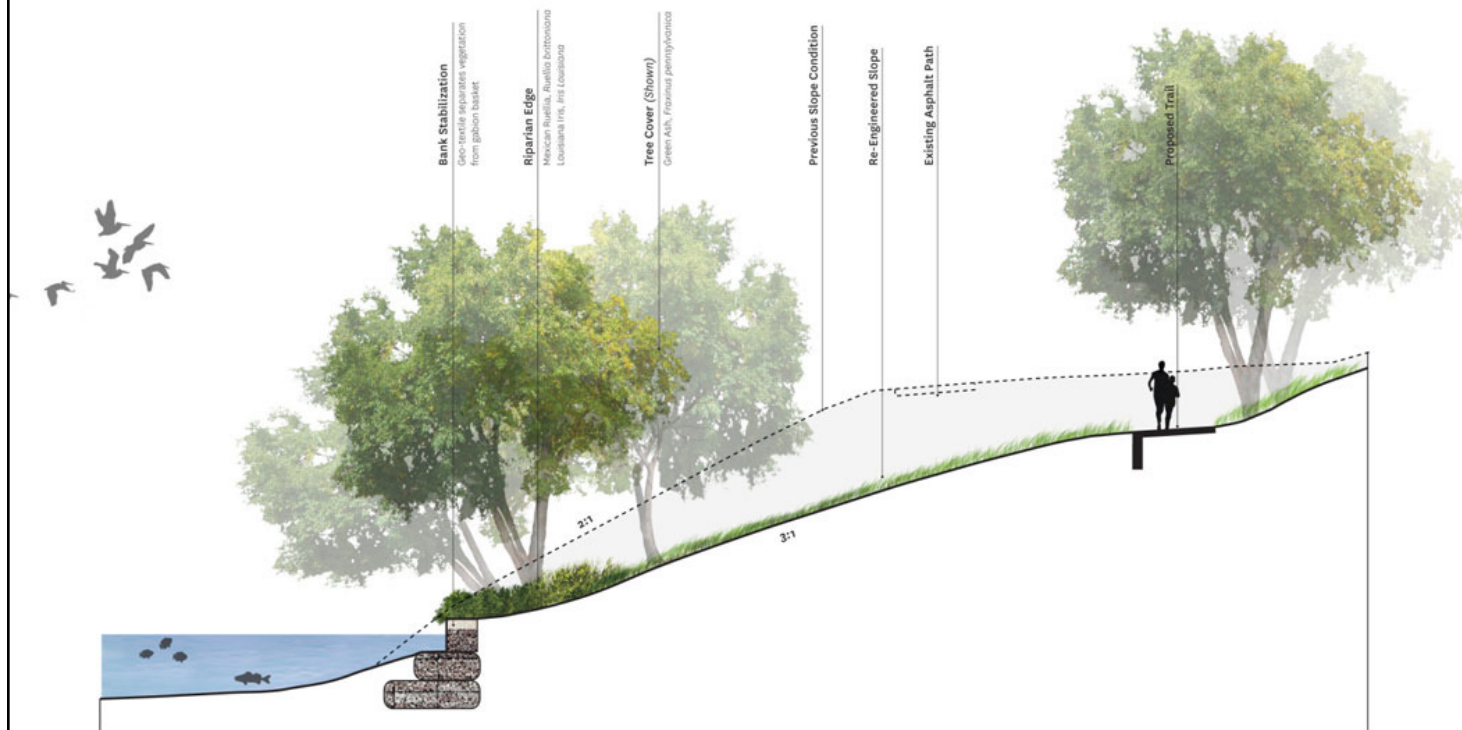 Bank Stabilization
Geo-textile separates vegetation
from gabion basket
Riparian Edge
Mexican Ruellia, Ruellia brittoniana
Louisiana Iris, Iris Louisiana
Tree Cover (Shown)
Green Ash, Fraxinus pennsylvanica
Previous Slope Condition
Re-Engineered Slope
Existing Asphalt Path
Proposed Trail
2:1
3:1